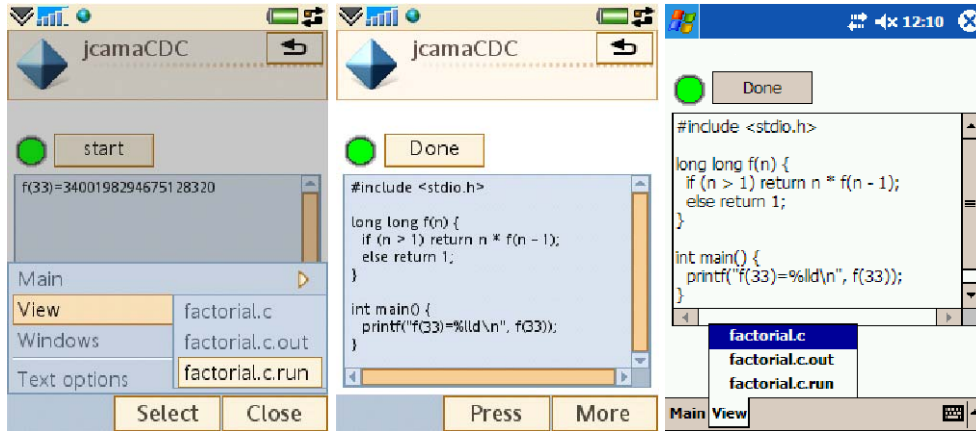 jcamaCDC
start
f(33)=3400198294675128320
Main
View
Windows
Text options
factorial.c
factorial.c.out
factorial.c.run
Select
Close
jcamaCDC
Done
#include <stdio.h>
long long f(n) {
if (n > 1) return n * f(n - 1);
else return 1;
}
int main() {
printf("f(33)=%lld\n", f(33));
}
Press
More
12:10
Done
#include <stdio.h>
long long f(n) {
if (n > 1) return n * f(n - 1);
else return 1;
}
int main() {
printf("f(33)=%lld\n", f(33));
}
factorial.c
factorial.c.out
factorial.c.run
Main View